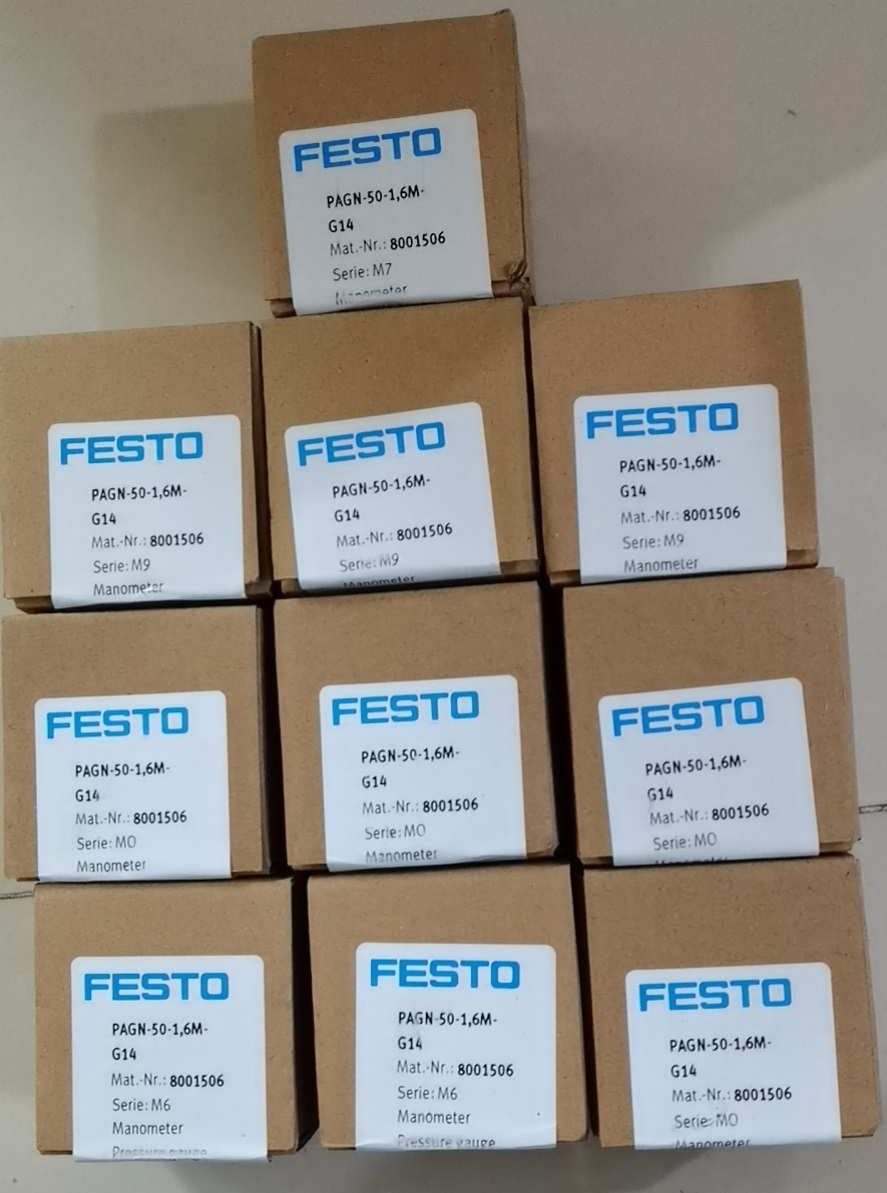 FESTO
PAGN-50-1,6M-
G14
Mat.-Nr.: 8001506
Serie: M7
Manometer
FESTO
PAGN-50-1,6M-
G14
Mat.-Nr.: 8001506
Serie: M9
Manometer
FESTO
PAGN-50-1,6M-
G14
Mat.-Nr.: 8001506
Serie: M9
Manometer
FESTO
PAGN-50-1,6M-
G14
Mat.-Nr.: 8001506
Serie: M9
Manometer
FESTO
PAGN-50-1,6M-
G14
Mat.-Nr.: 8001506
Serie: MO
Manometer
FESTO
PAGN-50-1,6M-
G14
Mat.-Nr.: 8001506
Serie: MO
Manometer
FESTO
PAGN-50-1,6M-
G14
Mat.-Nr.: 8001506
Serie: MO
Manometer
FESTO
PAGN-50-1,6M-
G14
Mat.-Nr.: 8001506
Serie: M6
Manometer
Pressure gauge
FESTO
PAGN-50-1,6M-
G14
Mat.-Nr.: 8001506
Serie: M6
Manometer
Pressure gauge
FESTO
PAGN-50-1,6M-
G14
Mat.-Nr.: 8001506
Serie: MO
Manometer